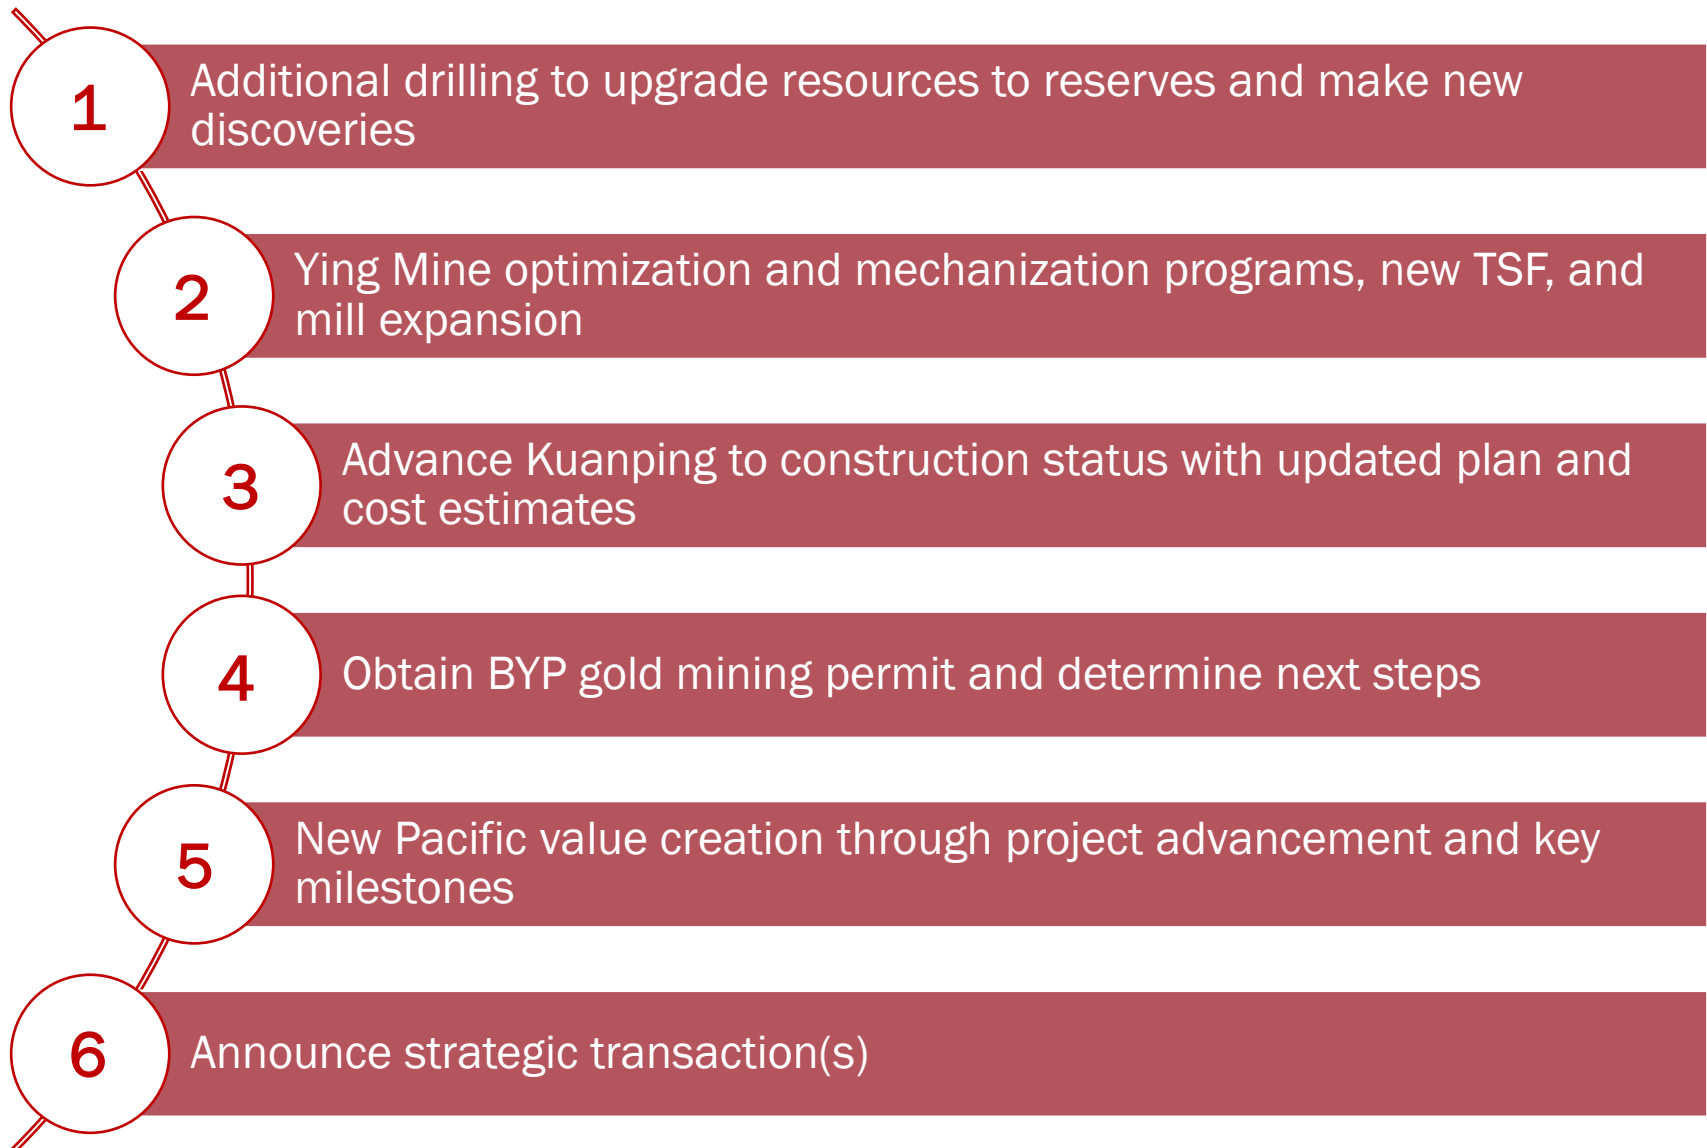 1
Additional drilling to upgrade resources to reserves and make new
discoveries
2
Ying Mine optimization and mechanization programs, new TSF, and
mill expansion
3
Advance Kuanping to construction status with updated plan and
cost estimates
4
Obtain BYP gold mining permit and determine next steps
5
New Pacific value creation through project advancement and key
milestones
6
Announce strategic transaction(s)